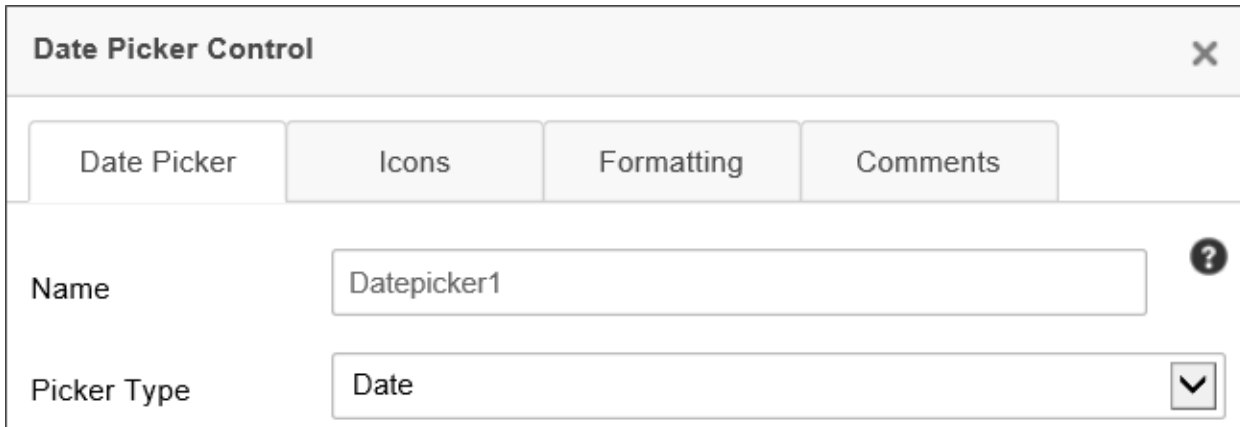 Date Picker Control
Date Picker Icons Formatting Comments
Name Datepicker1
Picker Type Date